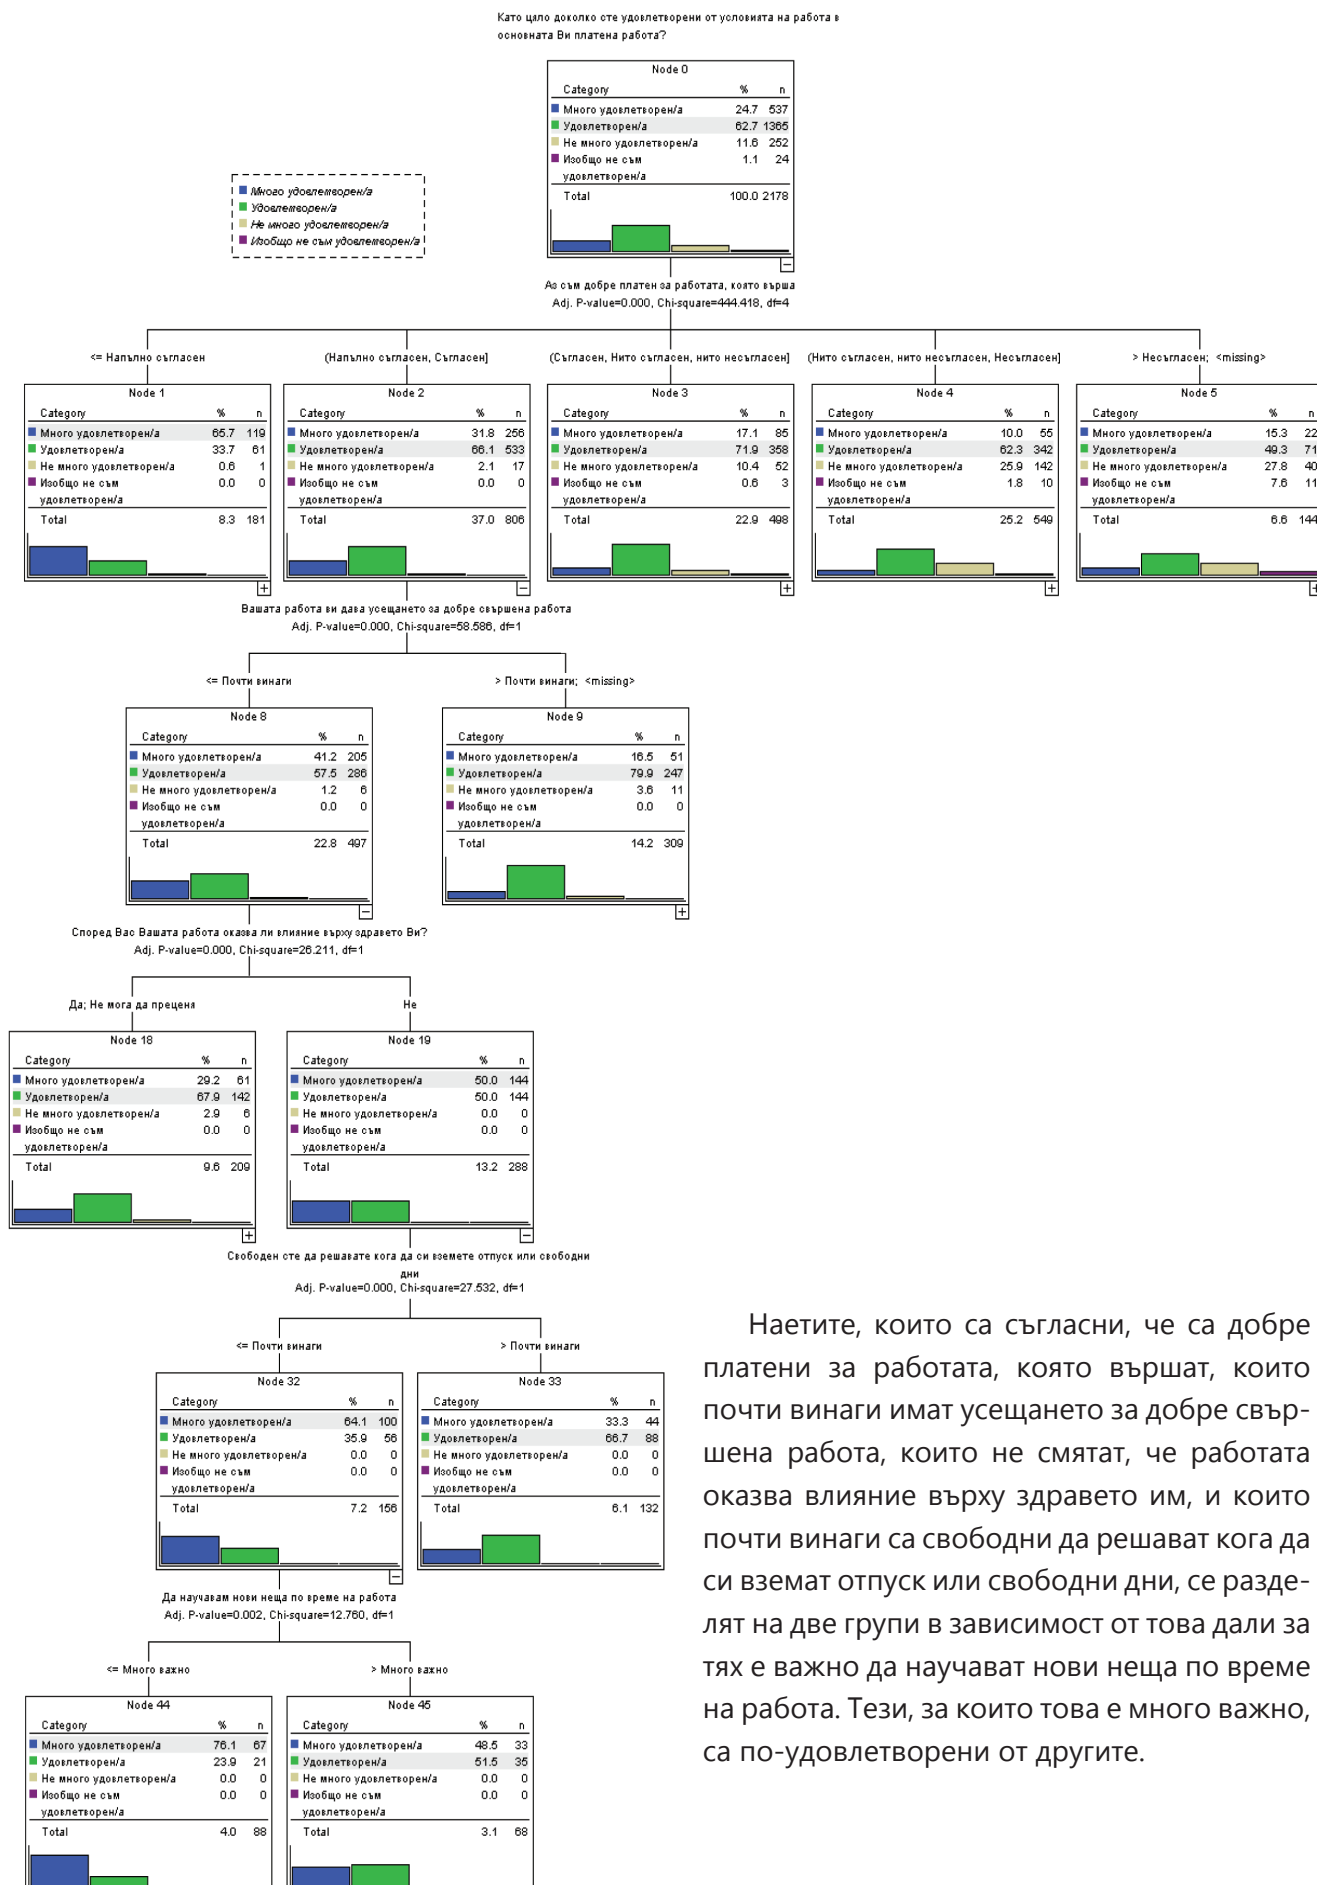 Като цяло доколко сте удовлетворени от условията на работа в
основната Ви платена работа?
Node 0
Category % n
Много удовлетворен/а 24.7 537
Удовлетворен/а 62.7 1365
Не много удовлетворен/а 11.6 252
Изобщо не съм 1.1 24
удовлетворен/а
Total 100.0 2178
Много удовлетворен/а
Удовлетворен/а
Не много удовлетворен/а
Изобщо не съм удовлетворен/а
Аз съм добре платен за работата, която върша
Adj. P-value=0.000, Chi-square=444.418, df=4
<= Напълно съгласен
(Напълно съгласен, Съгласен]
(Съгласен, Нито съгласен, нито несъгласен]
(Нито съгласен, нито несъгласен, Несъгласен]
> Несъгласен; <missing>
Node 1
Category % n
Много удовлетворен/а 65.7 119
Удовлетворен/а 33.7 61
Не много удовлетворен/а 0.6 1
Изобщо не съм 0.0 0
удовлетворен/а
Total 8.3 181
Node 2
Category % n
Много удовлетворен/а 31.8 256
Удовлетворен/а 66.1 533
Не много удовлетворен/а 2.1 17
Изобщо не съм 0.0 0
удовлетворен/а
Total 37.0 806
Node 3
Category % n
Много удовлетворен/а 17.1 85
Удовлетворен/а 71.9 358
Не много удовлетворен/а 10.4 52
Изобщо не съм 0.6 3
удовлетворен/а
Total 22.9 498
Node 4
Category % n
Много удовлетворен/а 10.0 55
Удовлетворен/а 62.3 342
Не много удовлетворен/а 25.9 142
Изобщо не съм 1.8 10
удовлетворен/а
Total 25.2 549
Node 5
Category % n
Много удовлетворен/а 15.3 22
Удовлетворен/а 49.3 71
Не много удовлетворен/а 27.8 40
Изобщо не съм 7.6 11
удовлетворен/а
Total 6.6 144
Вашата работа ви дава усещането за добре свършена работа
Adj. P-value=0.000, Chi-square=58.586, df=1
<= Почти винаги
> Почти винаги; <missing>
Node 8
Category % n
Много удовлетворен/а 41.2 205
Удовлетворен/а 57.5 286
Не много удовлетворен/а 1.2 6
Изобщо не съм 0.0 0
удовлетворен/а
Total 22.8 497
Node 9
Category % n
Много удовлетворен/а 16.5 51
Удовлетворен/а 79.9 247
Не много удовлетворен/а 3.6 11
Изобщо не съм 0.0 0
удовлетворен/а
Total 14.2 309
Според Вас Вашата работа оказва ли влияние върху здравето Ви?
Adj. P-value=0.000, Chi-square=26.211, df=1
Да; Не мога да преценя
Не
Node 18
Category % n
Много удовлетворен/а 29.2 61
Удовлетворен/а 67.9 142
Не много удовлетворен/а 2.9 6
Изобщо не съм 0.0 0
удовлетворен/а
Total 9.6 209
Node 19
Category % n
Много удовлетворен/а 50.0 144
Удовлетворен/а 50.0 144
Не много удовлетворен/а 0.0 0
Изобщо не съм 0.0 0
удовлетворен/а
Total 13.2 288
Свободен сте да решавате кога да си вземете отпуск или свободни
дни
Adj. P-value=0.000, Chi-square=27.532, df=1
<= Почти винаги
> Почти винаги
Node 32
Category % n
Много удовлетворен/а 64.1 100
Удовлетворен/а 35.9 56
Не много удовлетворен/а 0.0 0
Изобщо не съм 0.0 0
удовлетворен/а
Total 7.2 156
Node 33
Category % n
Много удовлетворен/а 33.3 44
Удовлетворен/а 66.7 88
Не много удовлетворен/а 0.0 0
Изобщо не съм 0.0 0
удовлетворен/а
Total 6.1 132
Да научавам нови неща по време на работа
Adj. P-value=0.002, Chi-square=12.760, df=1
<= Много важно
> Много важно
Node 44
Category % n
Много удовлетворен/а 76.1 67
Удовлетворен/а 23.9 21
Не много удовлетворен/а 0.0 0
Изобщо не съм 0.0 0
удовлетворен/а
Total 4.0 88
Node 45
Category % n
Много удовлетворен/а 48.5 33
Удовлетворен/а 51.5 35
Не много удовлетворен/а 0.0 0
Изобщо не съм 0.0 0
удовлетворен/а
Total 3.1 68
Наетите, които са съгласни, че са добре
платени за работата, която вършат, които
почти винаги имат усещането за добре свър-
шена работа, които не смятат, че работата
оказва влияние върху здравето им, и които
почти винаги са свободни да решават кога да
си вземат отпуск или свободни дни, се разде-
лят на две групи в зависимост от това дали за
тях е важно да научават нови неща по време
на работа. Тези, за които това е много важно,
са по-удовлетворени от другите.